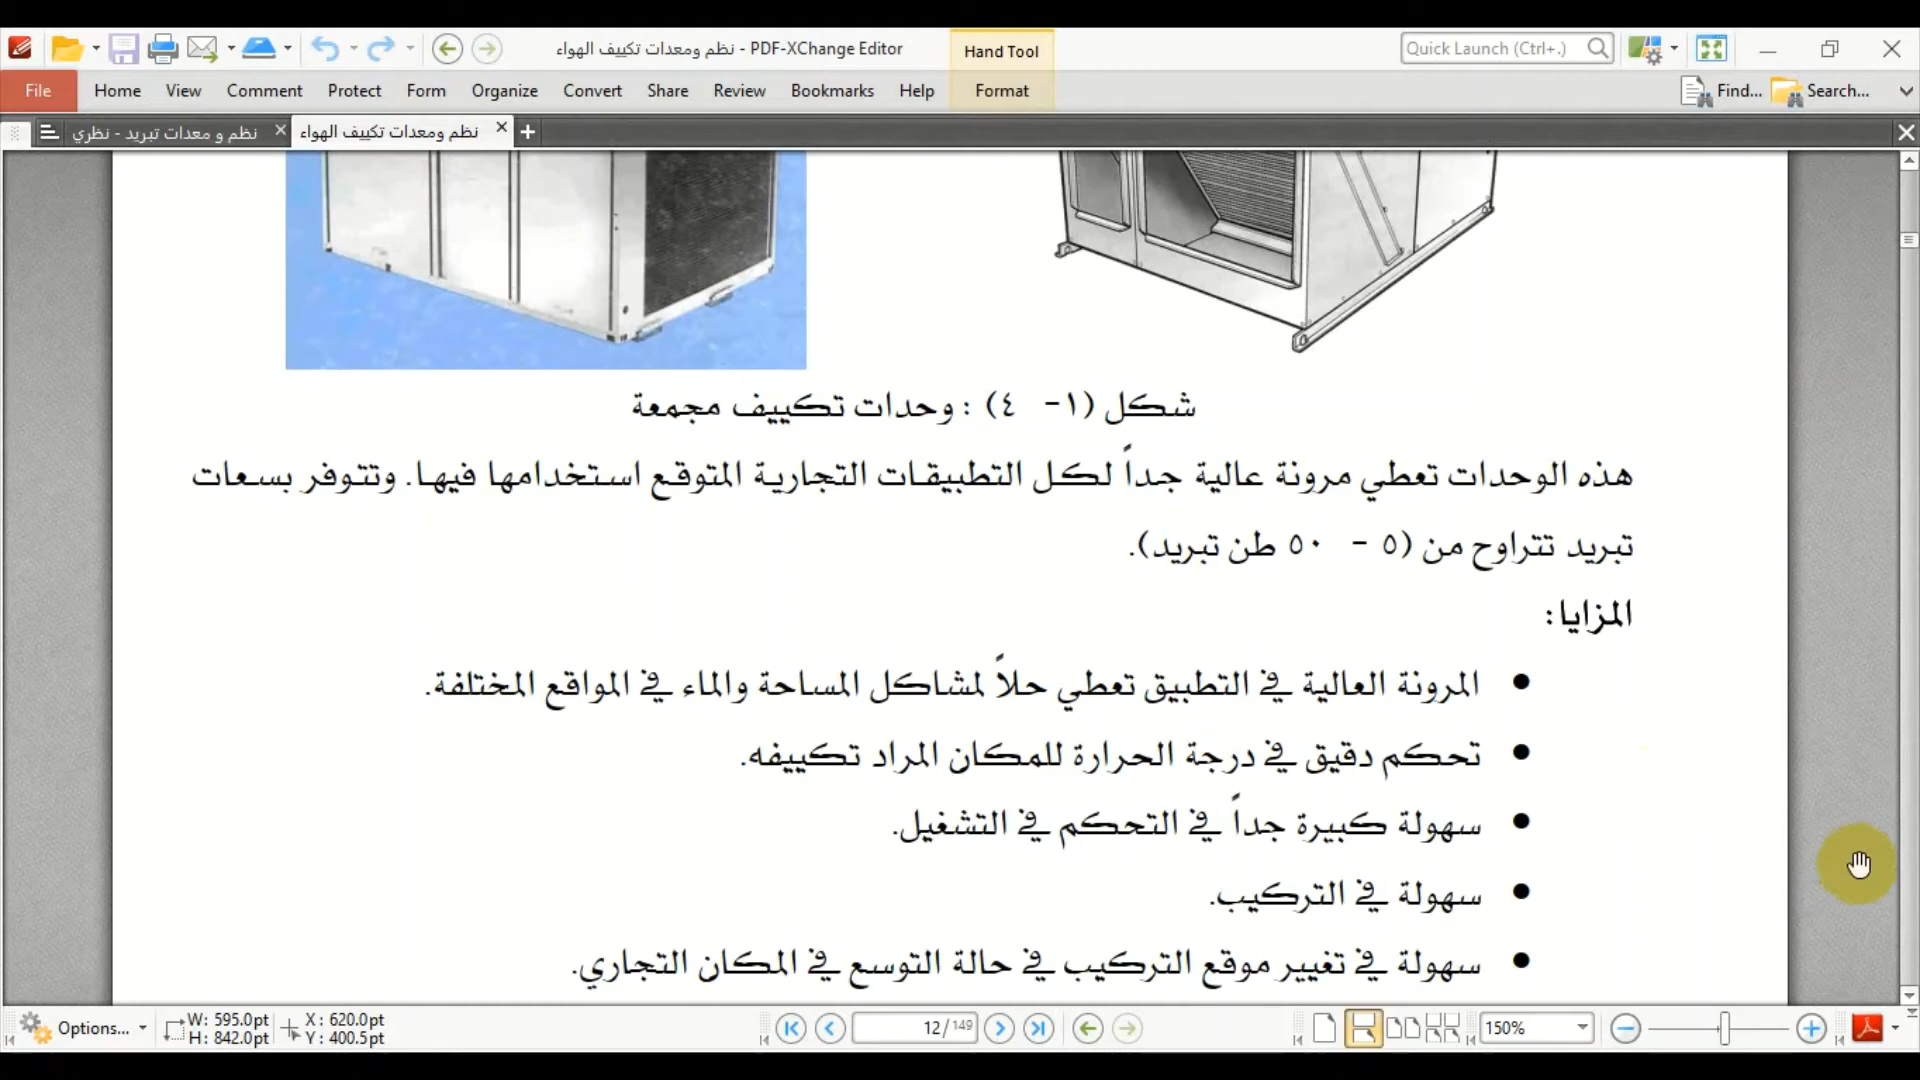 نظم ومعدات تكييف الهواء - PDF-XChange Editor
Hand Tool
Quick Launch (Ctrl+.)
File Home View Comment Protect Form Organize Convert Share Review Bookmarks Help Format Find... Search...
نظم و معدات تبريد - نظري
نظم ومعدات تكييف الهواء
شكل (١- ٤) : وحدات تكييف مجمعة
هذه الوحدات تعطي مرونة عالية جداً لكل التطبيقات التجارية المتوقع استخدامها فيها. وتتوفر بسعات
تبريد تتراوح من (٥ - ٥٠ طن تبريد).
المزايا:
• المرونة العالية في التطبيق تعطي حلاً لمشاكل المساحة والماء في المواقع المختلفة.
• تحكم دقيق في درجة الحرارة للمكان المراد تكييفه.
• سهولة كبيرة جداً في التحكم في التشغيل.
• سهولة في التركيب.
• سهولة في تغيير موقع التركيب في حالة التوسع في المكان التجاري.
Options...
W: 595.0pt
H: 842.0pt
X: 620.0pt
Y: 400.5pt
12 / 149
150%